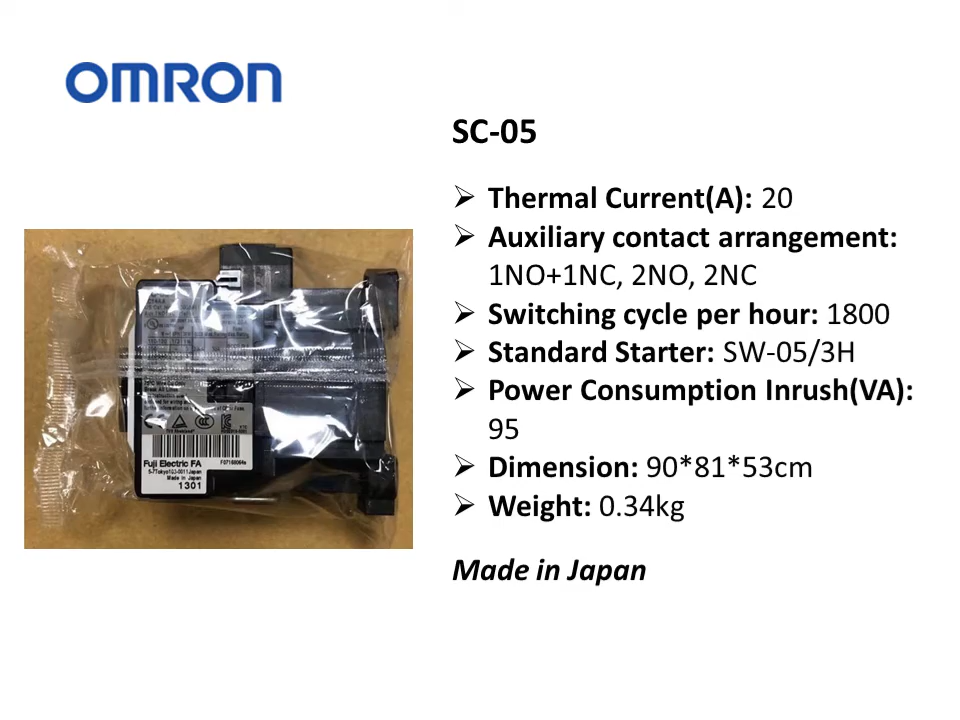 OMRON
SC-05
➢ Thermal Current(A): 20
➢ Auxiliary contact arrangement:
1NO+1NC, 2NO, 2NC
➢ Switching cycle per hour: 1800
➢ Standard Starter: SW-05/3H
➢ Power Consumption Inrush(VA):
95
➢ Dimension: 90*81*53cm
➢ Weight: 0.34kg
Made in Japan
Fuji Electric FA
Made in Japan
1301